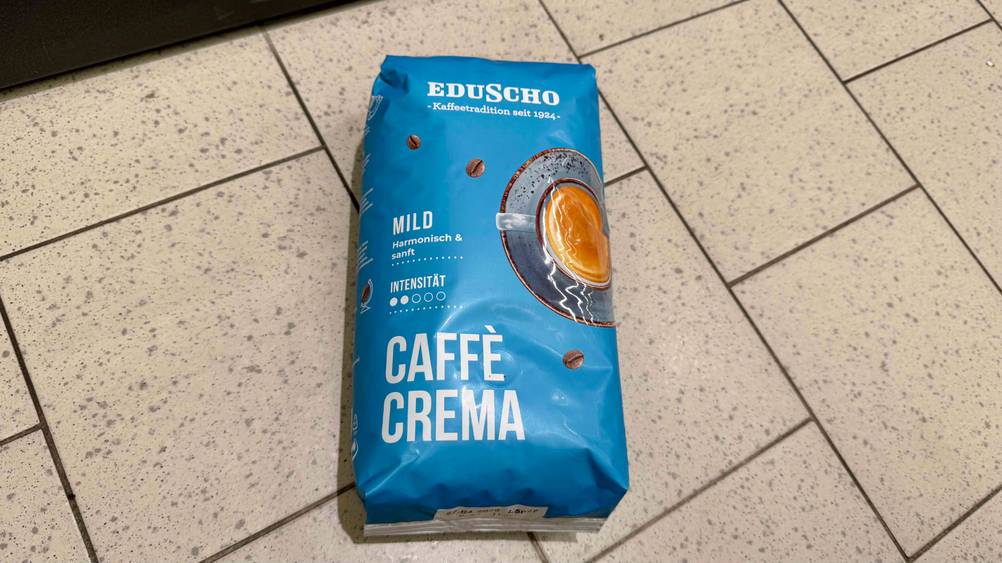 EDUSCHO
- Kaffeetradition seit 1924 -
MILD
Harmonisch &
sanft
INTENSITÄT
CAFFÈ
CREMA